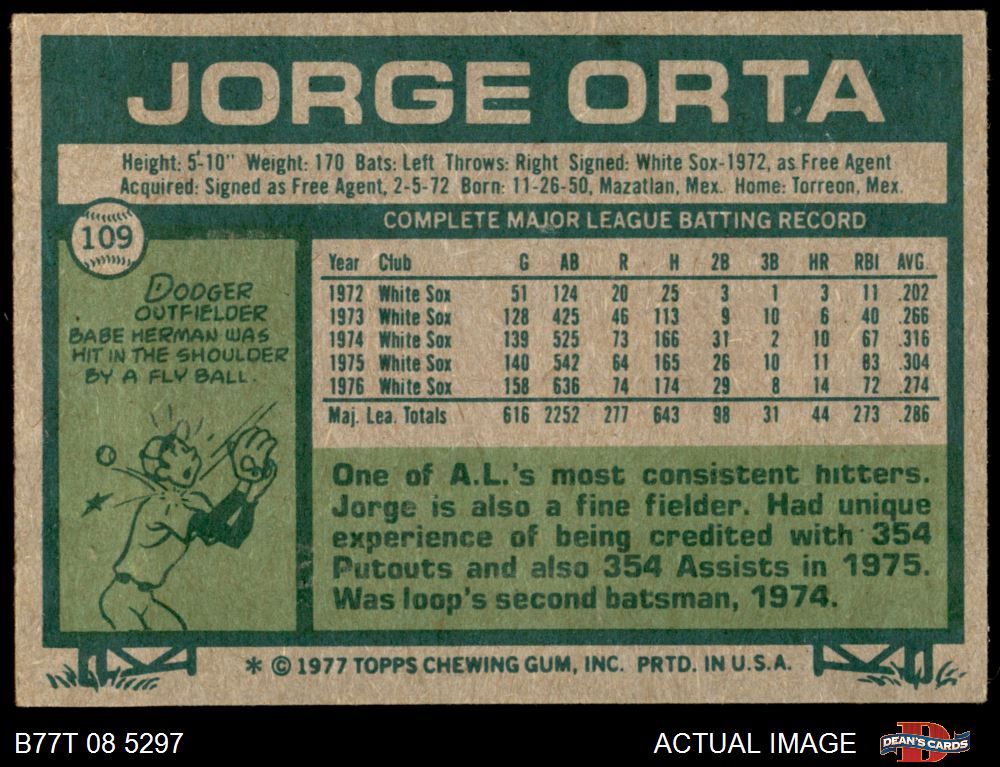 JORGE ORTA
Height: 5'-10" Weight: 170 Bats: Left Throws: Right Signed: White Sox-1972, as Free Agent
Acquired: Signed as Free Agent, 2-5-72 Born: 11-26-50, Mazatlan, Mex. Home: Torreon, Mex.
109
DODGER
OUTFIELDER
BABE HERMAN WAS
HIT IN THE SHOULDER
BY A FLY BALL.
COMPLETE MAJOR LEAGUE BATTING RECORD
Year Club G AB R H 2B 3B HR RBI AVG.
1972 White Sox 51 124 20 25 3 1 3 11 .202
1973 White Sox 128 425 46 113 9 10 6 40 .266
1974 White Sox 139 525 73 166 31 2 10 67 .316
1975 White Sox 140 542 64 165 26 10 11 83 .304
1976 White Sox 158 636 74 174 29 8 14 72 .274
Maj. Lea. Totals 616 2252 277 643 98 31 44 273 .286
One of A.L.'s most consistent hitters.
Jorge is also a fine fielder. Had unique
experience of being credited with 354
Putouts and also 354 Assists in 1975.
Was loop's second batsman, 1974.
* © 1977 TOPPS CHEWING GUM, INC. PRTD. IN U.S.A.
B77T 08 5297
ACTUAL IMAGE
D
DEAN'S CARDS